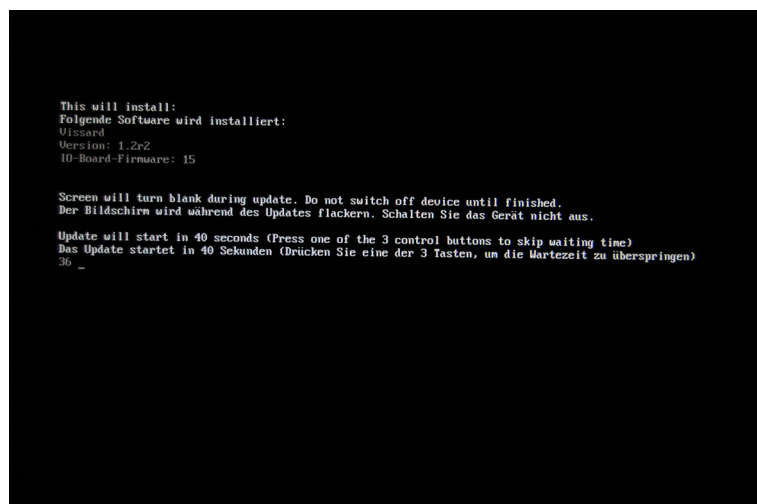 This will install:
Folgende Software wird installiert:
Vissard
Version: 1.2r2
IO-Board-Firmware: 15
Screen will turn blank during update. Do not switch off device until finished.
Der Bildschirm wird während des Updates flackern. Schalten Sie das Gerät nicht aus.
Update will start in 40 seconds (Press one of the 3 control buttons to skip waiting time)
Das Update startet in 40 Sekunden (Drücken Sie eine der 3 Tasten, um die Wartezeit zu überspringen)
36 _